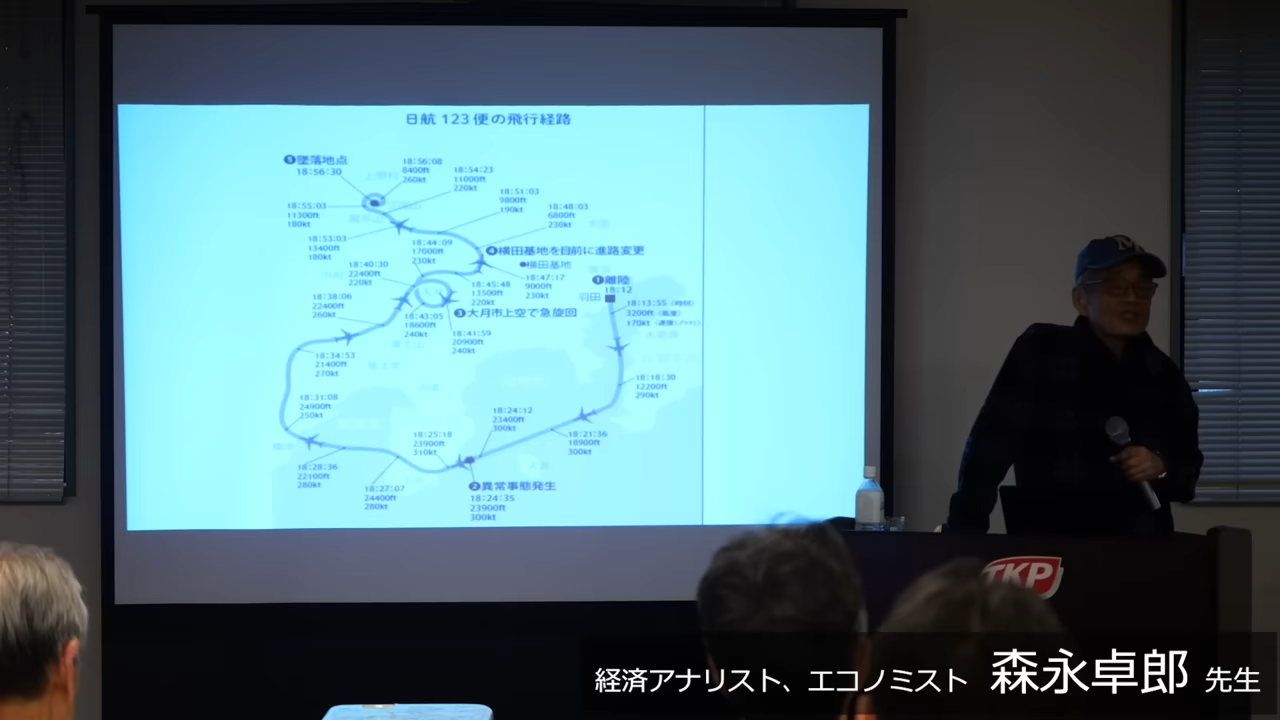 日航 123 便の飛行経路
❺墜落地点
18:56:30
18:56:08
8400ft
260kt
18:54:23
11000ft
220kt
18:51:03
9800ft
190kt
18:48:03
6800ft
230kt
18:55:03
11300ft
180kt
18:53:03
13400ft
180kt
18:44:09
17000ft
230kt
❹横田基地を目前に進路変更
●横田基地
18:47:17
9000ft
230kt
18:40:30
22400ft
220kt
18:45:48
13500ft
220kt
❶離陸
18:12
羽田
18:13:55 (時刻)
3200ft (高度)
170kt (速度(ノット))
18:38:06
22400ft
260kt
18:43:05
18600ft
240kt
❸大月市上空で急旋回
18:41:59
20900ft
240kt
18:34:53
21400ft
270kt
18:18:30
12200ft
290kt
18:31:08
24900ft
250kt
18:24:12
23400ft
300kt
18:21:36
18900ft
300kt
18:25:18
23900ft
310kt
18:28:36
22100ft
280kt
18:27:07
24400ft
280kt
❷異常事態発生
18:24:35
23900ft
300kt
M
TKP
経済アナリスト、エコノミスト 森永卓郎 先生